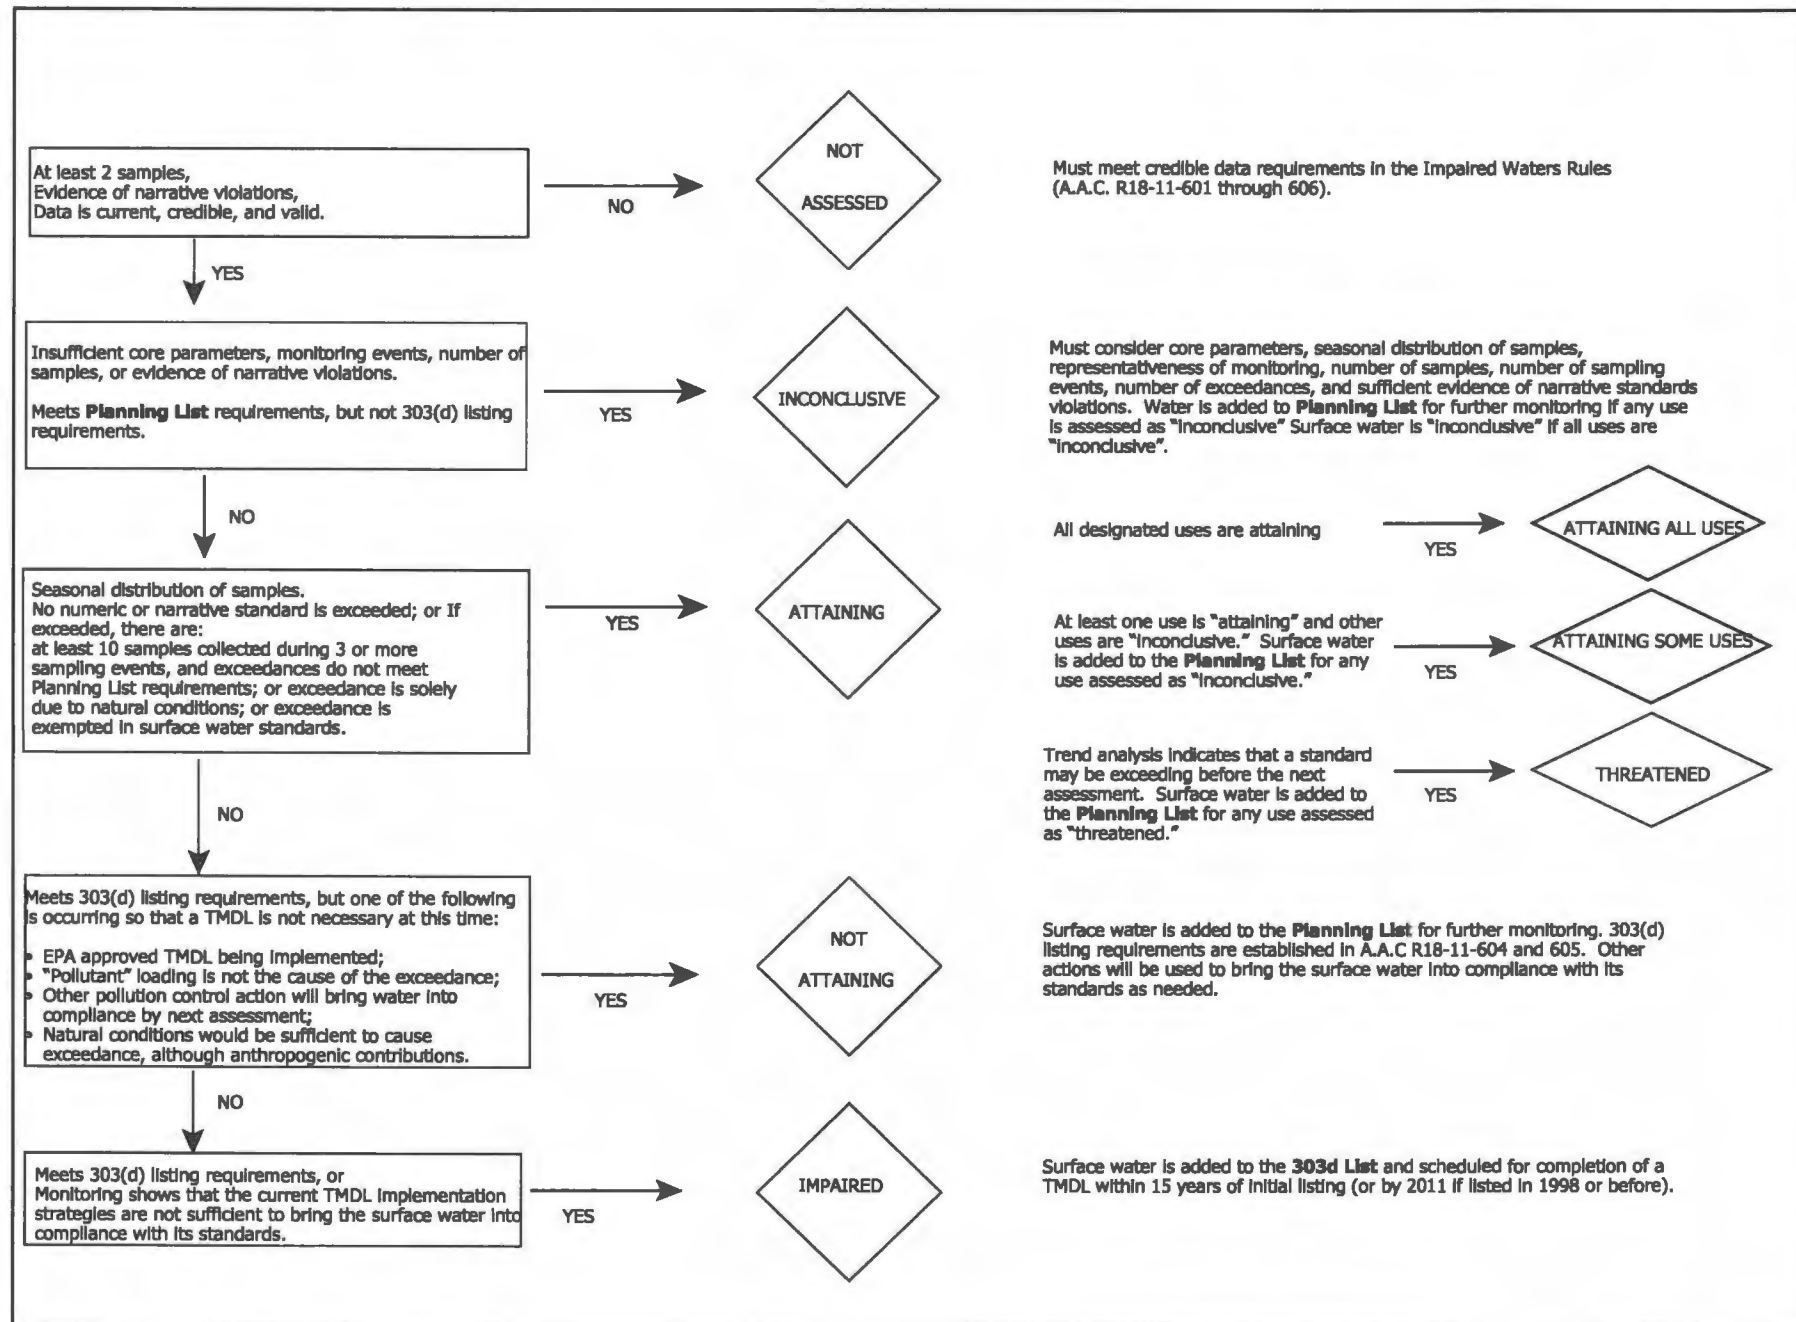 At least 2 samples,
Evidence of narrative violations,
Data is current, credible, and valid.
NO
NOT
ASSESSED
Must meet credible data requirements in the Impaired Waters Rules
(A.A.C. R18-11-601 through 606).
YES
Insufficient core parameters, monitoring events, number of
samples, or evidence of narrative violations.
Meets Planning List requirements, but not 303(d) listing
requirements.
YES
INCONCLUSIVE
Must consider core parameters, seasonal distribution of samples,
representativeness of monitoring, number of samples, number of sampling
events, number of exceedances, and sufficient evidence of narrative standards
violations. Water is added to Planning List for further monitoring if any use
is assessed as "inconclusive" Surface water is "inconclusive" if all uses are
"inconclusive".
NO
Seasonal distribution of samples.
No numeric or narrative standard is exceeded; or If
exceeded, there are:
at least 10 samples collected during 3 or more
sampling events, and exceedances do not meet
Planning List requirements; or exceedance is solely
due to natural conditions; or exceedance is
exempted in surface water standards.
YES
ATTAINING
All designated uses are attaining
YES
ATTAINING ALL USES
At least one use is "attaining" and other
uses are "inconclusive." Surface water
is added to the Planning List for any
use assessed as "inconclusive."
YES
ATTAINING SOME USES
Trend analysis indicates that a standard
may be exceeding before the next
assessment. Surface water is added to
the Planning List for any use assessed
as "threatened."
YES
THREATENED
NO
Meets 303(d) listing requirements, but one of the following
is occurring so that a TMDL is not necessary at this time:
• EPA approved TMDL being implemented;
• "Pollutant" loading is not the cause of the exceedance;
• Other pollution control action will bring water into
compliance by next assessment;
• Natural conditions would be sufficient to cause
exceedance, although anthropogenic contributions.
YES
NOT
ATTAINING
Surface water is added to the Planning List for further monitoring. 303(d)
listing requirements are established in A.A.C R18-11-604 and 605. Other
actions will be used to bring the surface water into compliance with its
standards as needed.
NO
Meets 303(d) listing requirements, or
Monitoring shows that the current TMDL implementation
strategies are not sufficient to bring the surface water into
compliance with its standards.
YES
IMPAIRED
Surface water is added to the 303d List and scheduled for completion of a
TMDL within 15 years of initial listing (or by 2011 if listed in 1998 or before).